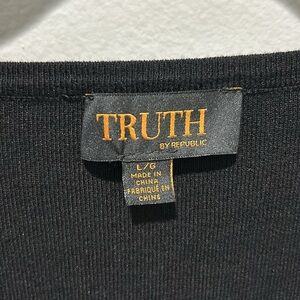 TRUTH
BY REPUBLIC
L/G
MADE IN
CHINA
FABRIQUÉ EN
CHINE